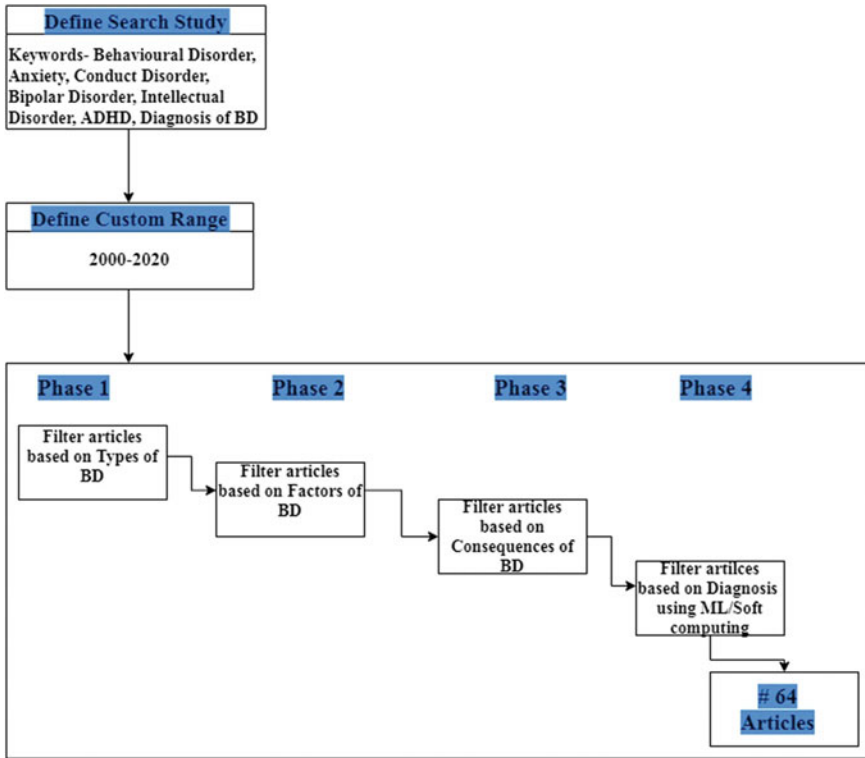 Define Search Study
Keywords- Behavioural Disorder,
Anxiety, Conduct Disorder,
Bipolar Disorder, Intellectual
Disorder, ADHD, Diagnosis of BD
Define Custom Range
2000-2020
Phase 1
Phase 2
Phase 3
Phase 4
Filter articles
based on Types of
BD
Filter articles
based on Factors of
BD
Filter articles
based on
Consequences of
BD
Filter artilces
based on Diagnosis
using ML/Soft
computing
# 64
Articles